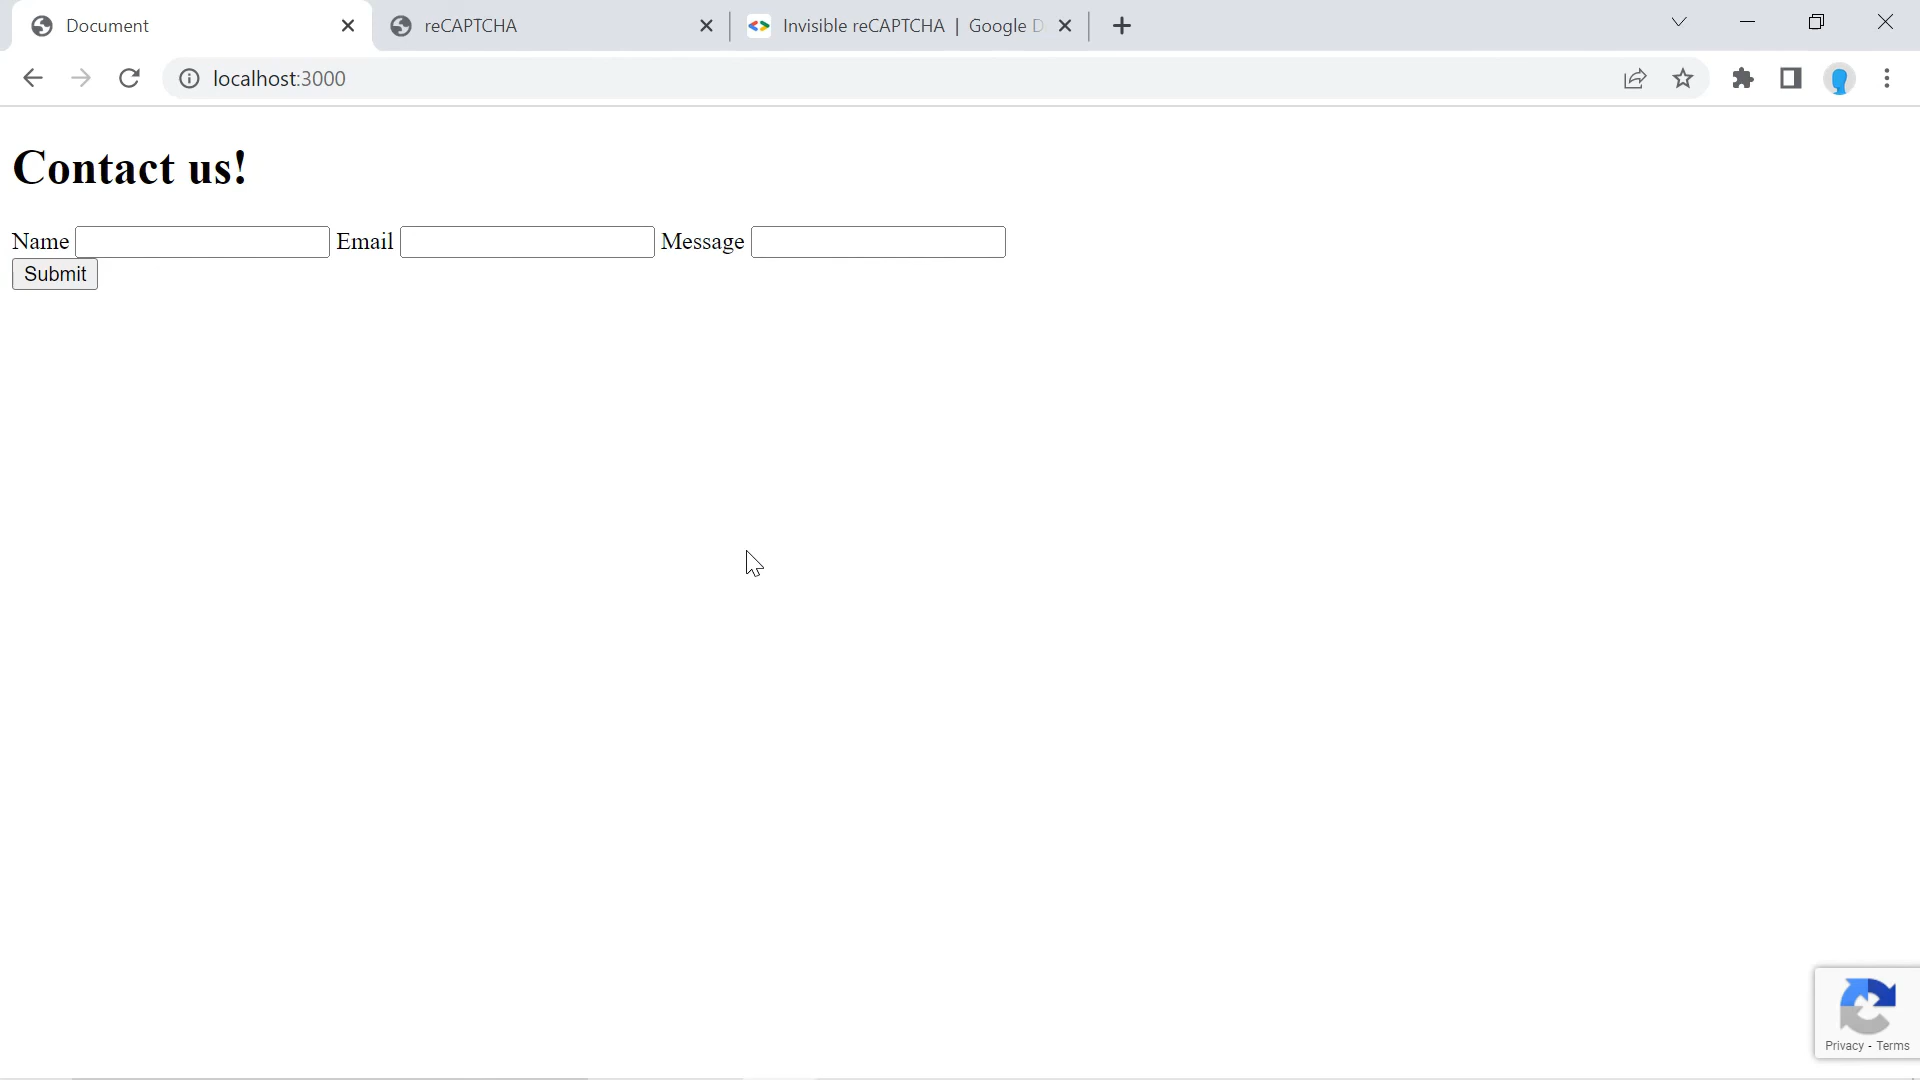 Document
reCAPTCHA
Invisible reCAPTCHA | Google D
localhost:3000
Contact us!
Name Email Message
Submit
Privacy - Terms